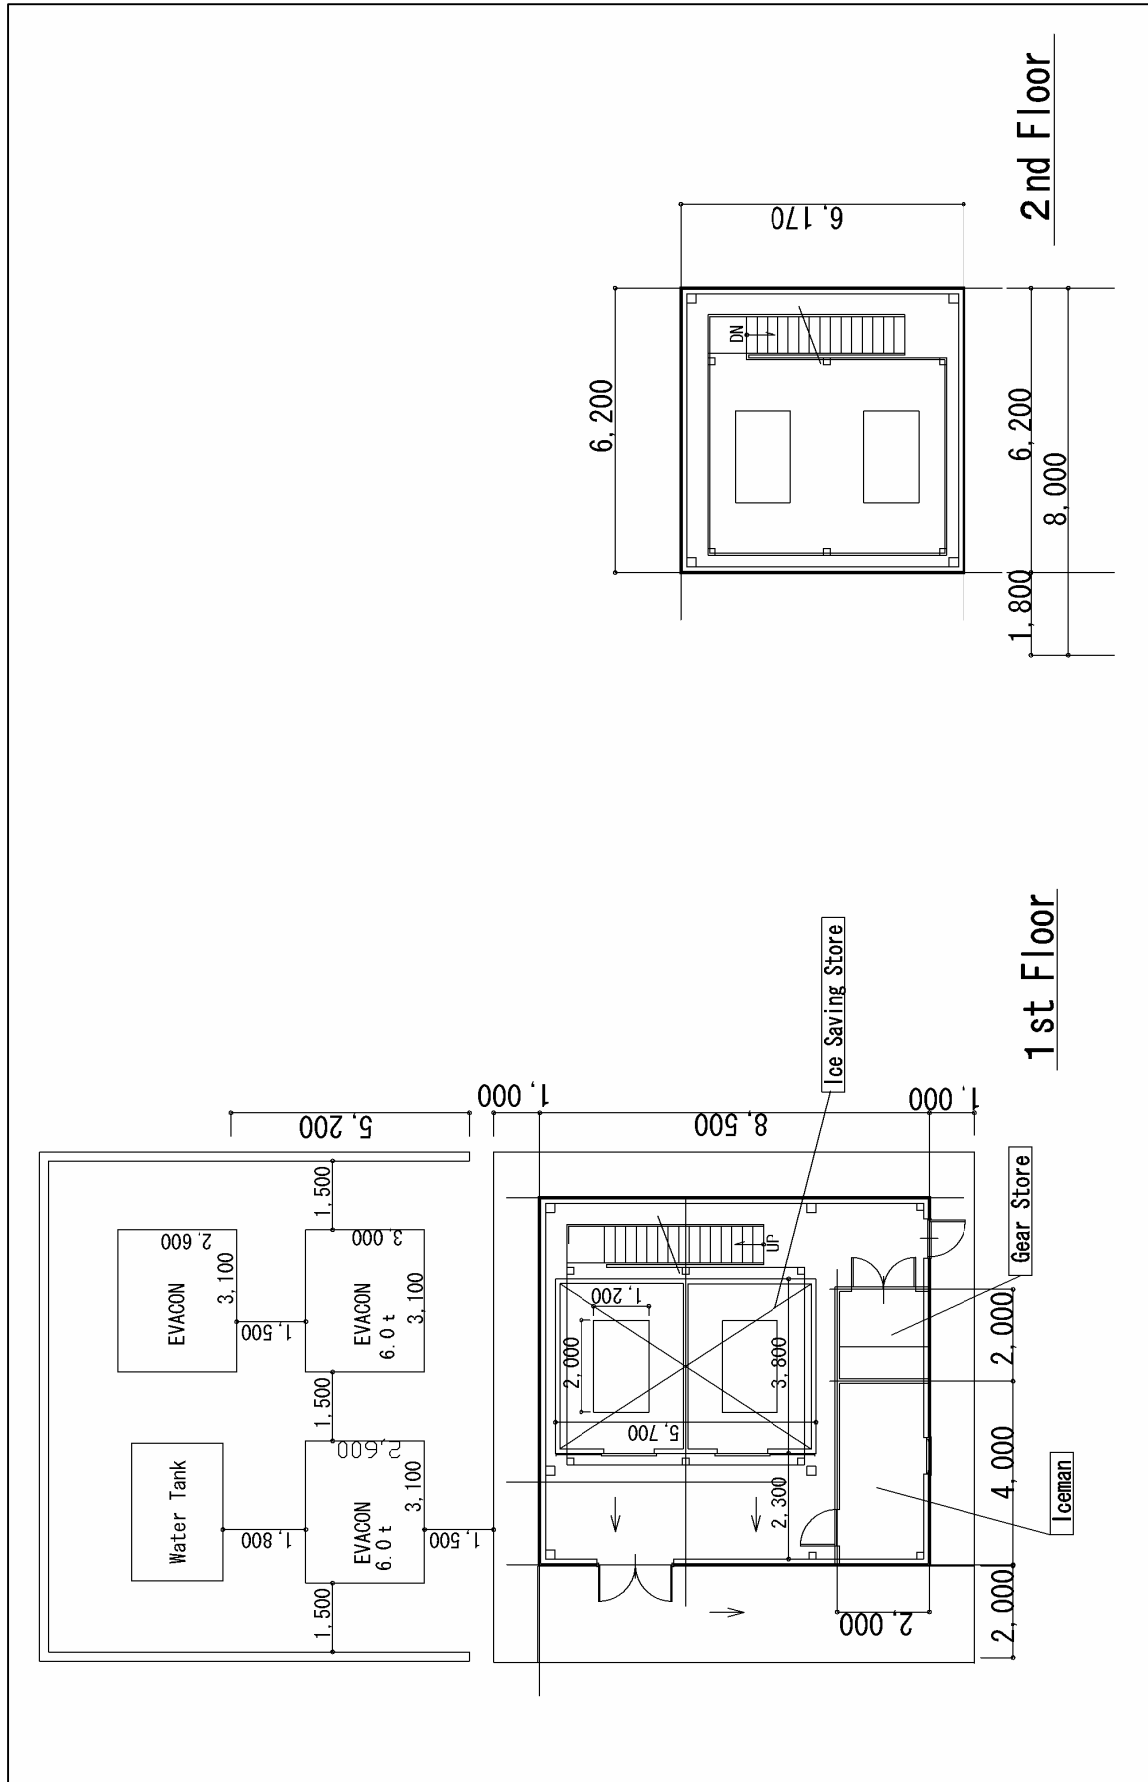 EVACON
2,600
3,100
1,500
Water Tank
1,800
1,500
EVACON
6.0t
3,000
3,100
1,500
2,600
EVACON
6.0t
3,100
1,500
1,500
5,200
1,000
8,500
1,000
UP
1,200
2,000
5,700
3,800
2,300
2,000
2,000
4,000
2,000
Ice Saving Store
Gear Store
Iceman
1st Floor
6,200
6,170
DN
1,800
6,200
8,000
2nd Floor